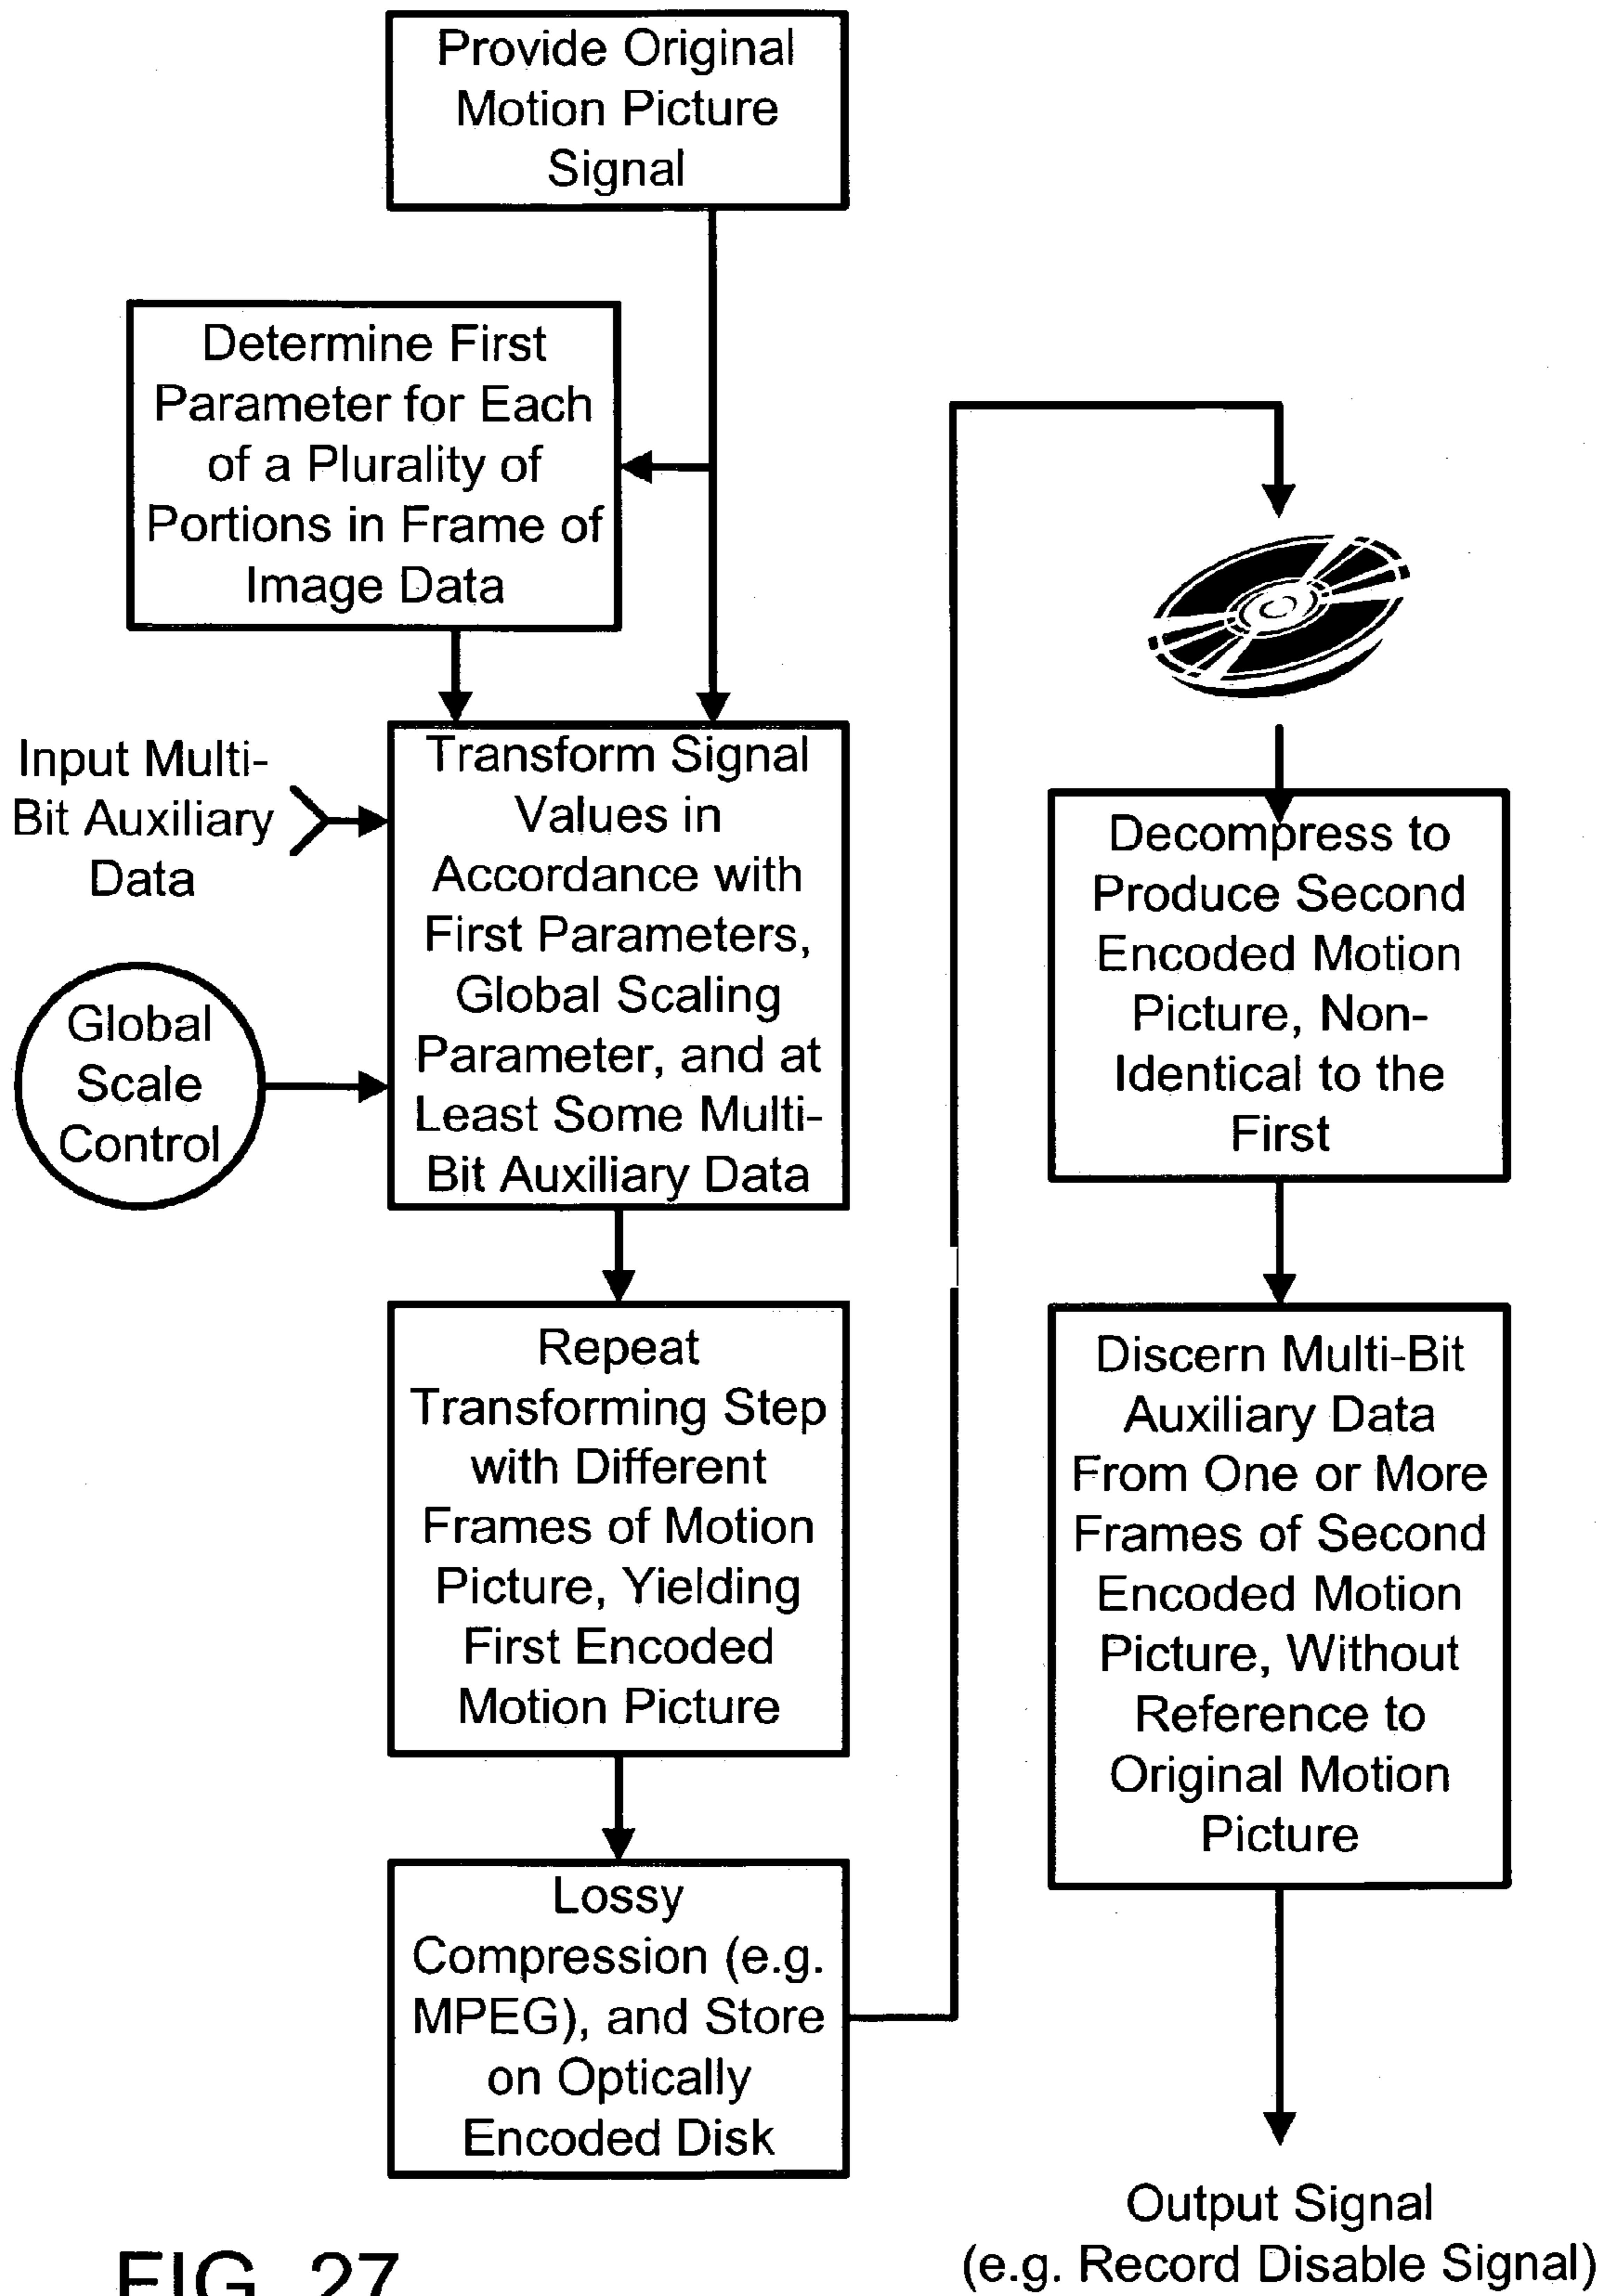 Provide Original
Motion Picture
Signal
Determine First
Parameter for Each
of a Plurality of
Portions in Frame of
Image Data
Input Multi-
Bit Auxiliary
Data
Global
Scale
Control
Transform Signal
Values in
Accordance with
First Parameters,
Global Scaling
Parameter, and at
Least Some Multi-
Bit Auxiliary Data
Repeat
Transforming Step
with Different
Frames of Motion
Picture, Yielding
First Encoded
Motion Picture
Lossy
Compression (e.g.
MPEG), and Store
on Optically
Encoded Disk
Decompress to
Produce Second
Encoded Motion
Picture, Non-
Identical to the
First
Discern Multi-Bit
Auxiliary Data
From One or More
Frames of Second
Encoded Motion
Picture, Without
Reference to
Original Motion
Picture
Output Signal
(e.g. Record Disable Signal)
FIG. 27